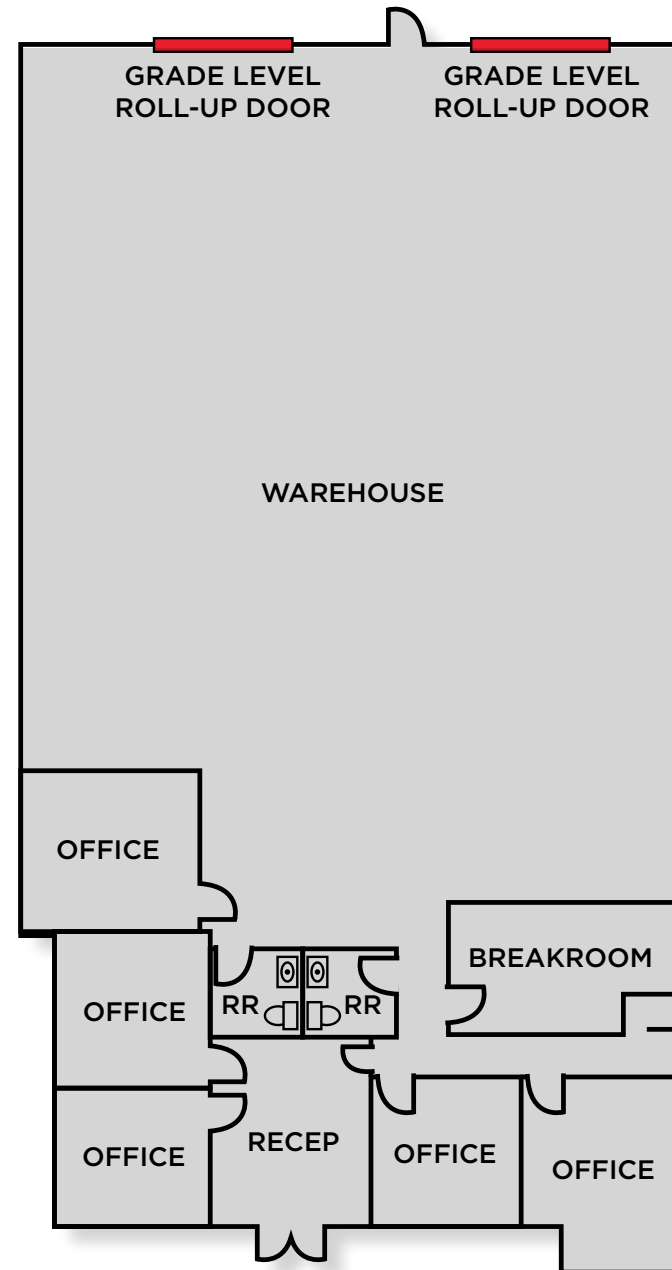 GRADE LEVEL
ROLL-UP DOOR
GRADE LEVEL
ROLL-UP DOOR
WAREHOUSE
OFFICE
BREAKROOM
OFFICE
RR
RR
RECEP
OFFICE
OFFICE
OFFICE